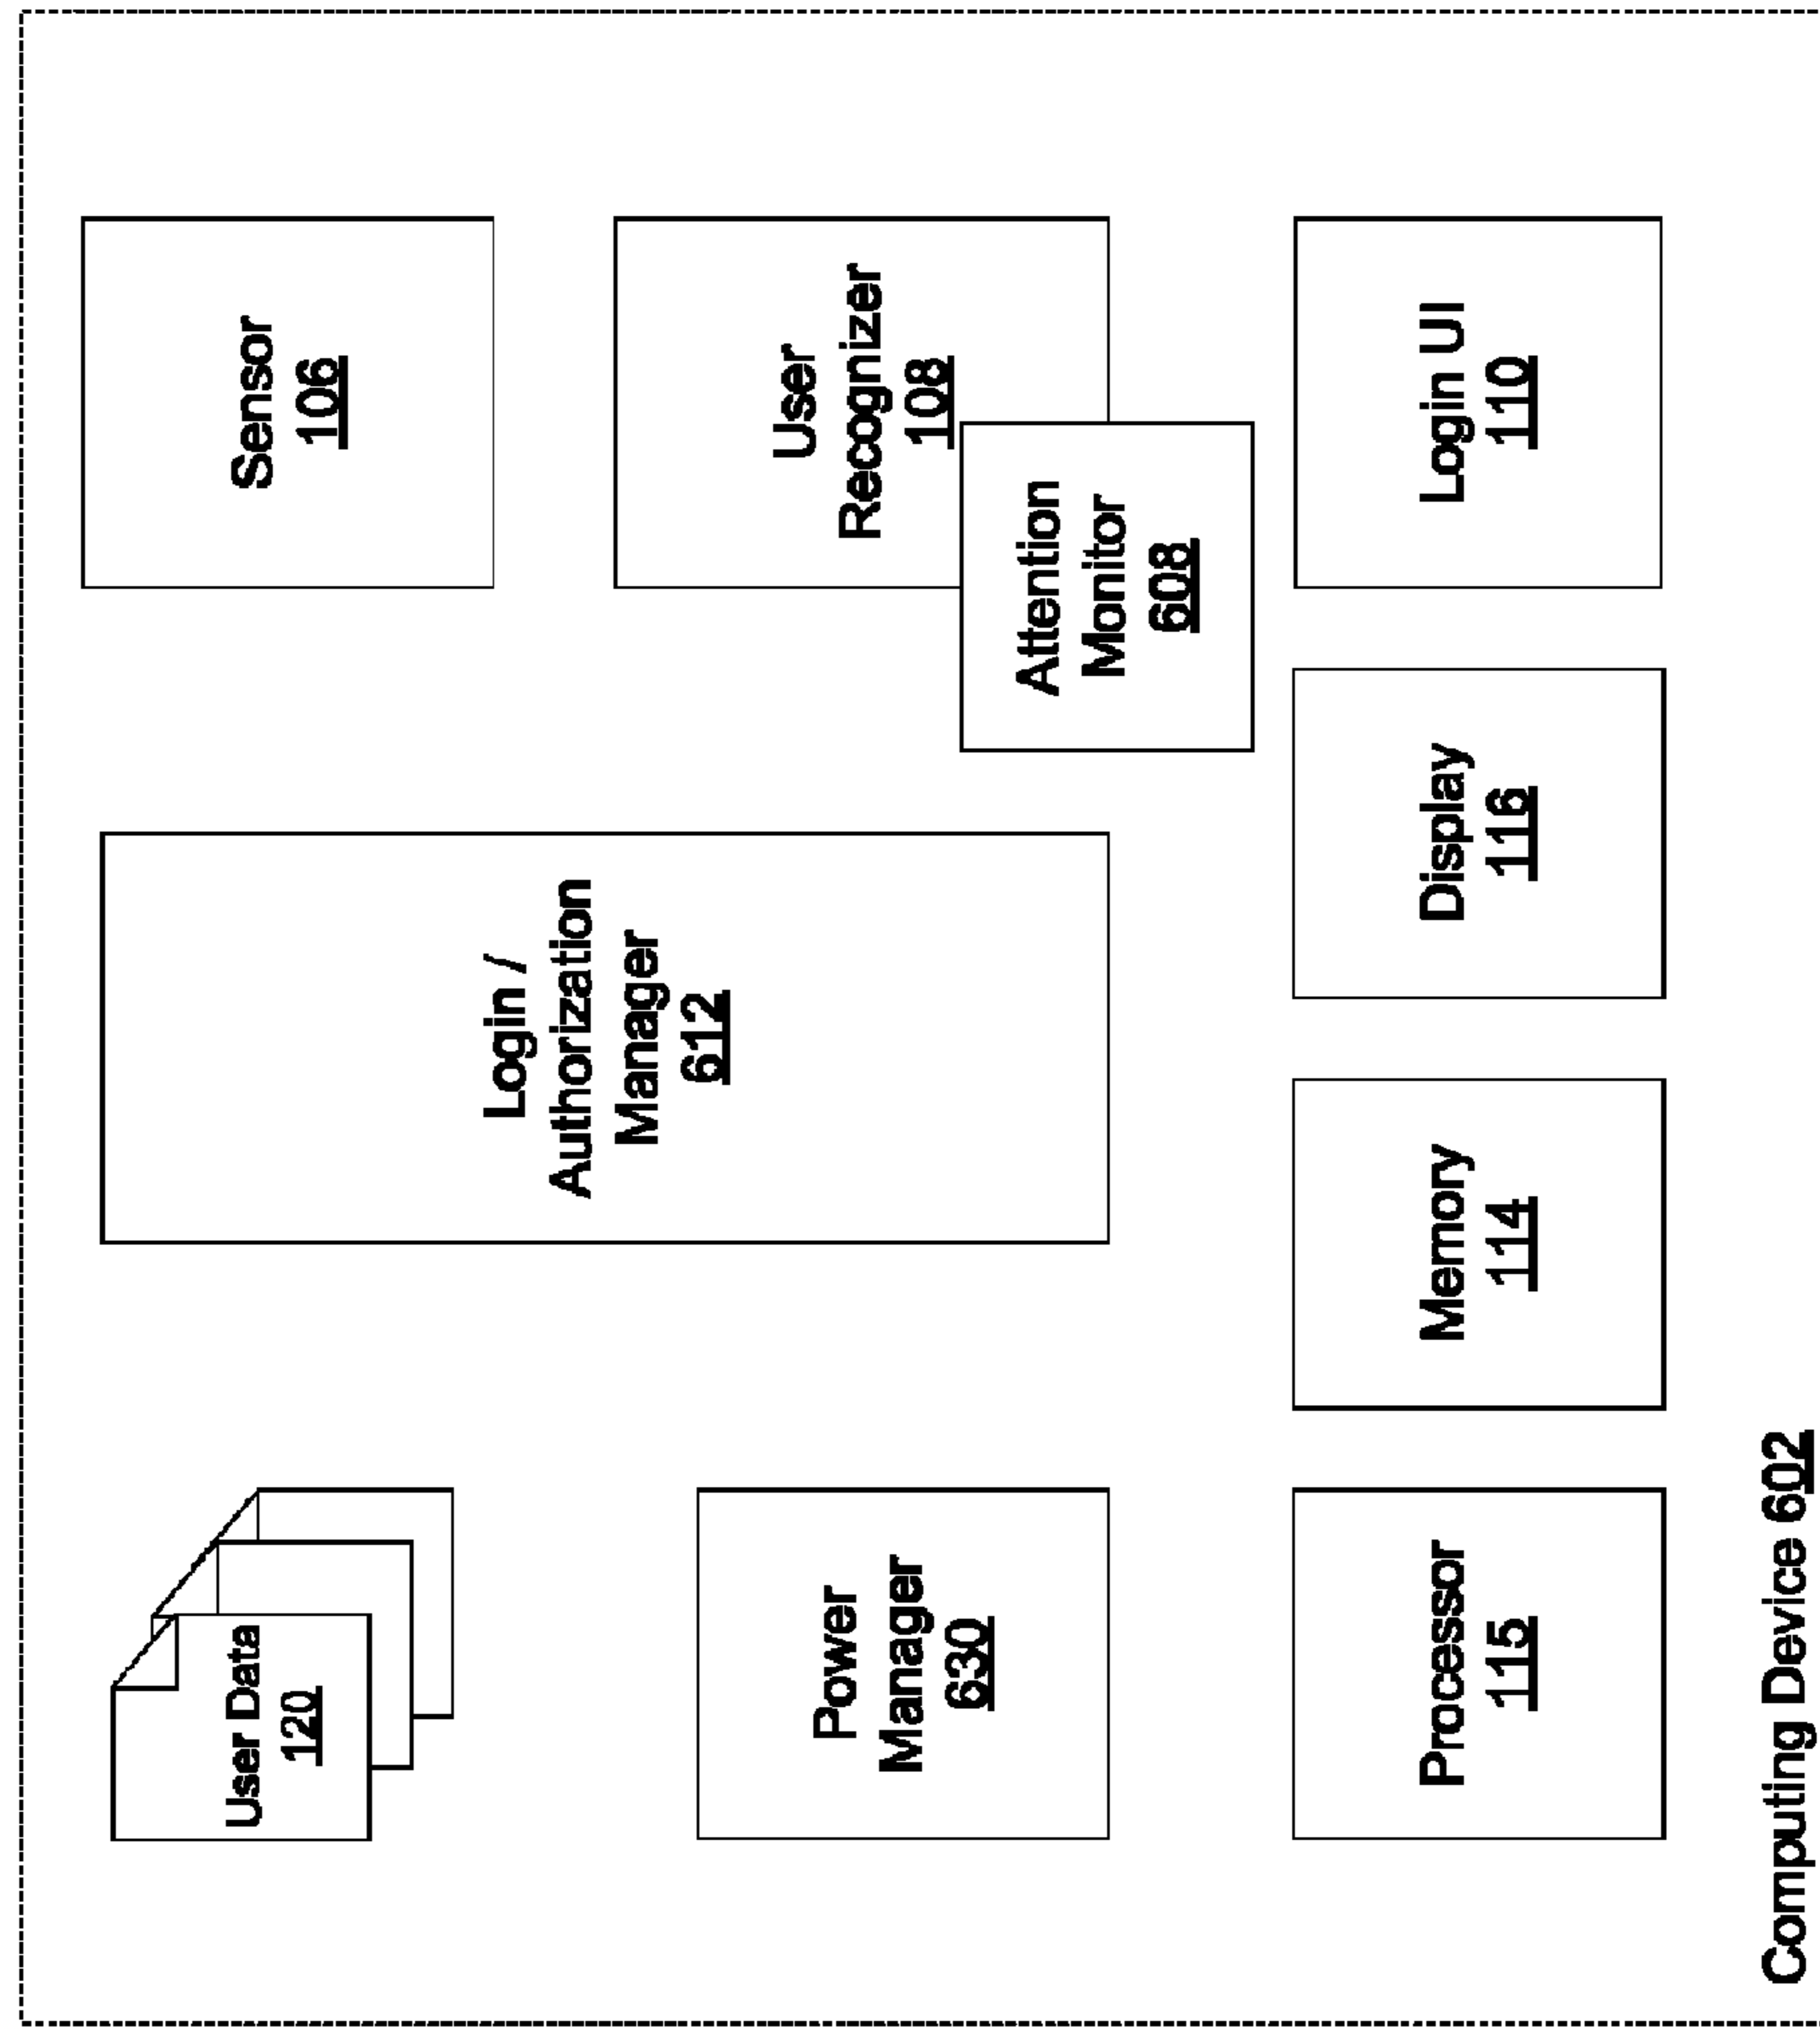 User Data
120
Login /
Authorization
Manager
612
Sensor
106
Power
Manager
630
User
Recognizer
108
Attention
Monitor
608
Processor
115
Memory
114
Display
116
Login UI
110
Computing Device 602